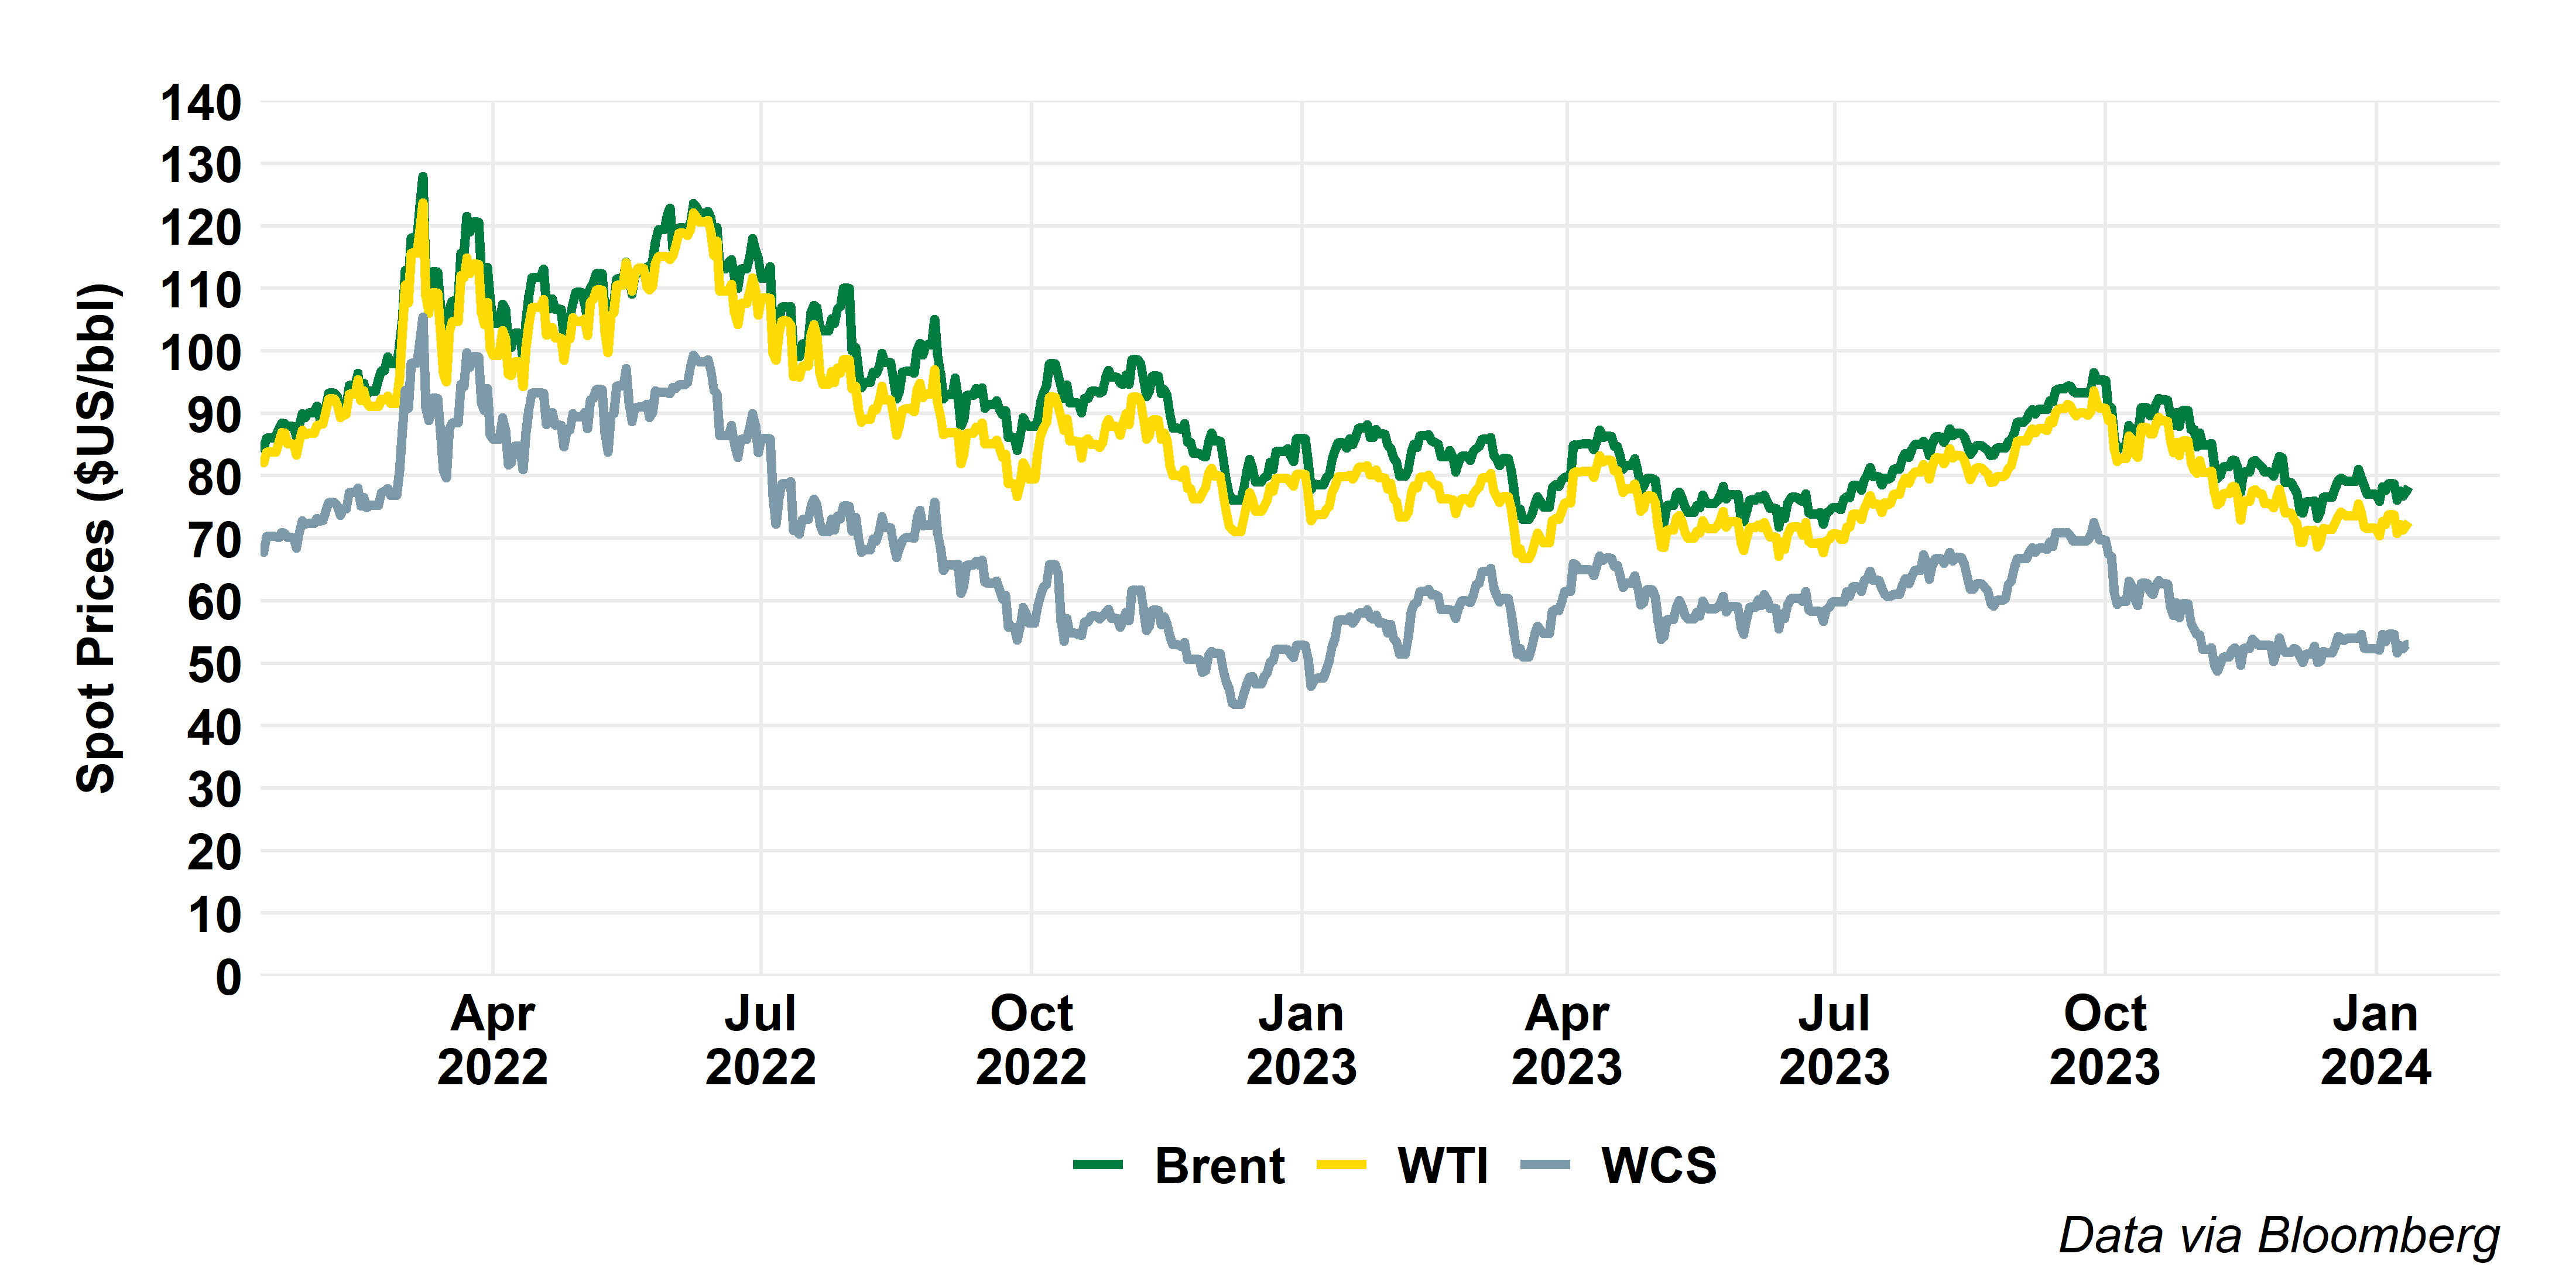 Spot Prices ($US/bbl)
140
130
120
110
100
90
80
70
60
50
40
30
20
10
0
Apr
2022
Jul
2022
Oct
2022
Jan
2023
Apr
2023
Jul
2023
Oct
2023
Jan
2024
Brent WTI WCS
Data via Bloomberg